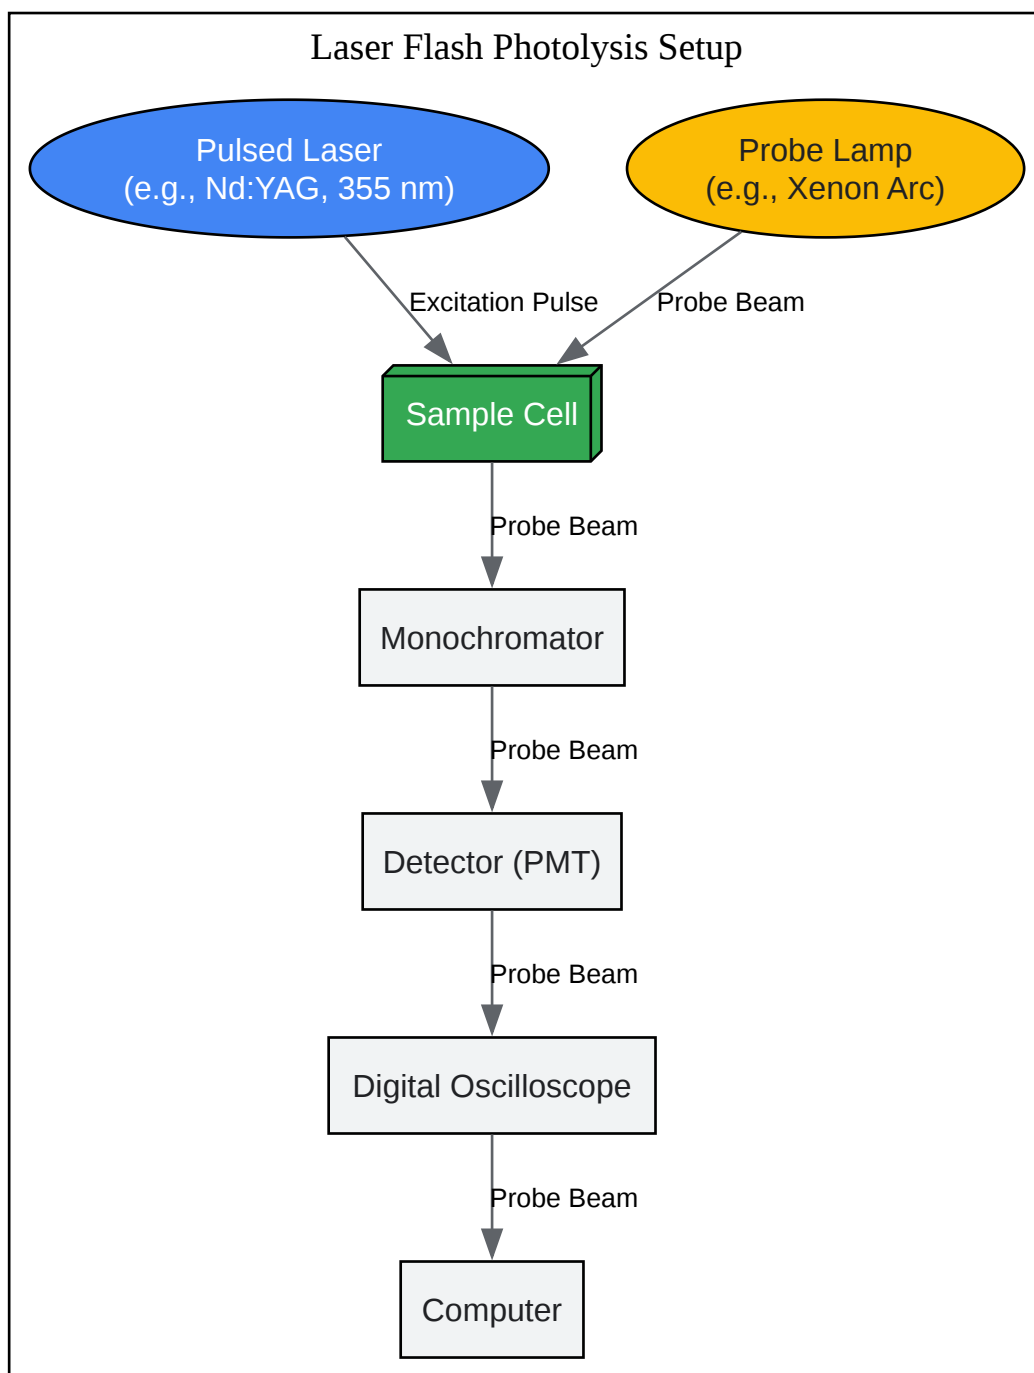 Laser Flash Photolysis Setup
Pulsed Laser
(e.g., Nd:YAG, 355 nm)
Probe Lamp
(e.g., Xenon Arc)
Excitation Pulse
Probe Beam
Sample Cell
Probe Beam
Monochromator
Probe Beam
Detector (PMT)
Probe Beam
Digital Oscilloscope
Probe Beam
Computer